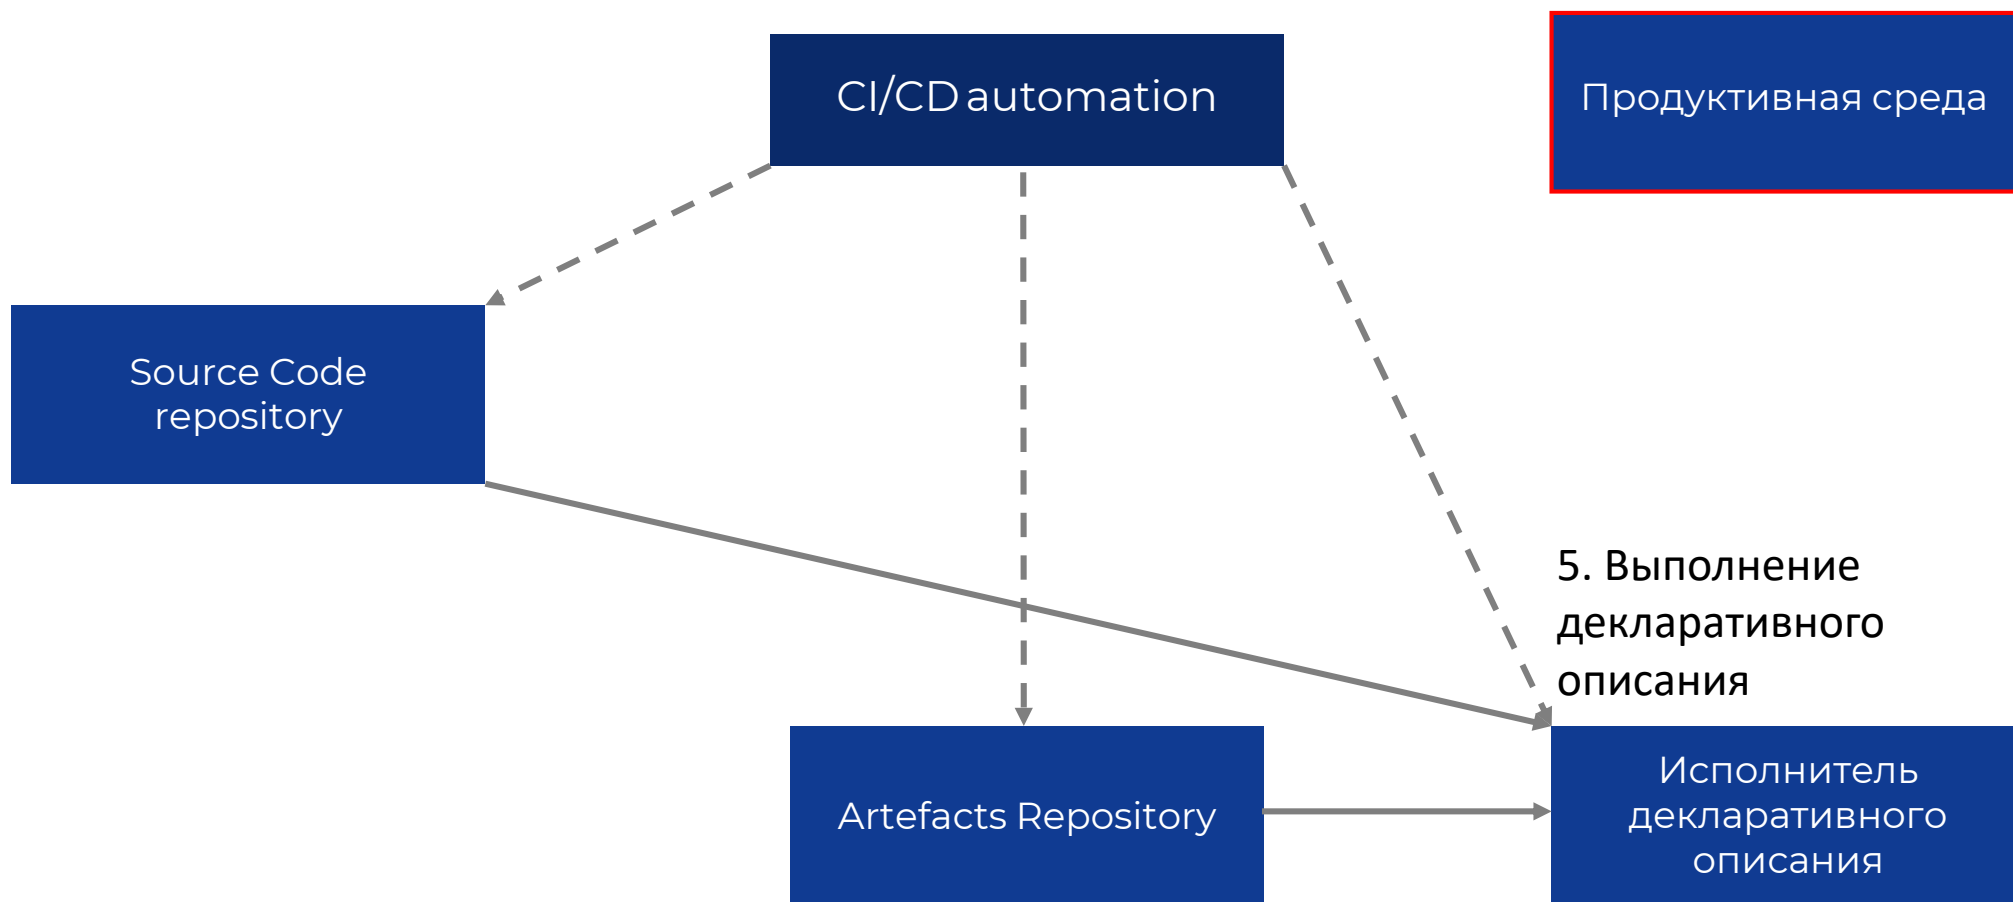 CI/CD automation
Продуктивная среда
Source Code
repository
5. Выполнение
декларативного
описания
Artefacts Repository
Исполнитель
декларативного
описания